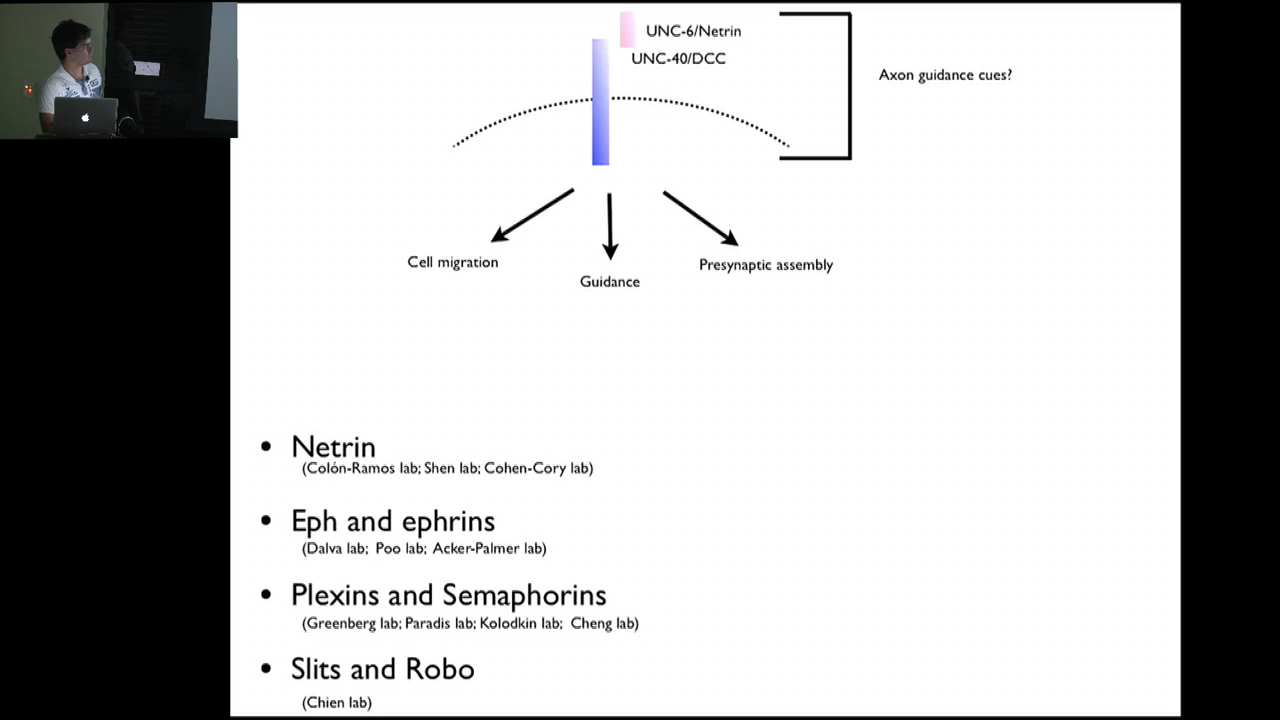 UNC-6/Netrin
UNC-40/DCC
Axon guidance cues?
Cell migration
Guidance
Presynaptic assembly
• Netrin
(Colón-Ramos lab; Shen lab; Cohen-Cory lab)
• Eph and ephrins
(Dalva lab; Poo lab; Acker-Palmer lab)
• Plexins and Semaphorins
(Greenberg lab; Paradis lab; Kolodkin lab; Cheng lab)
• Slits and Robo
(Chien lab)